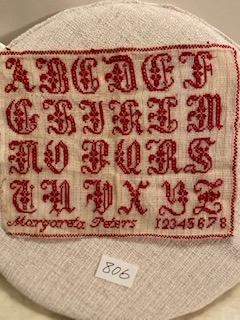 ABCDEF
GHIKLM
NOPQRS
TUVXYZ
Margareta Peters 12345678
806